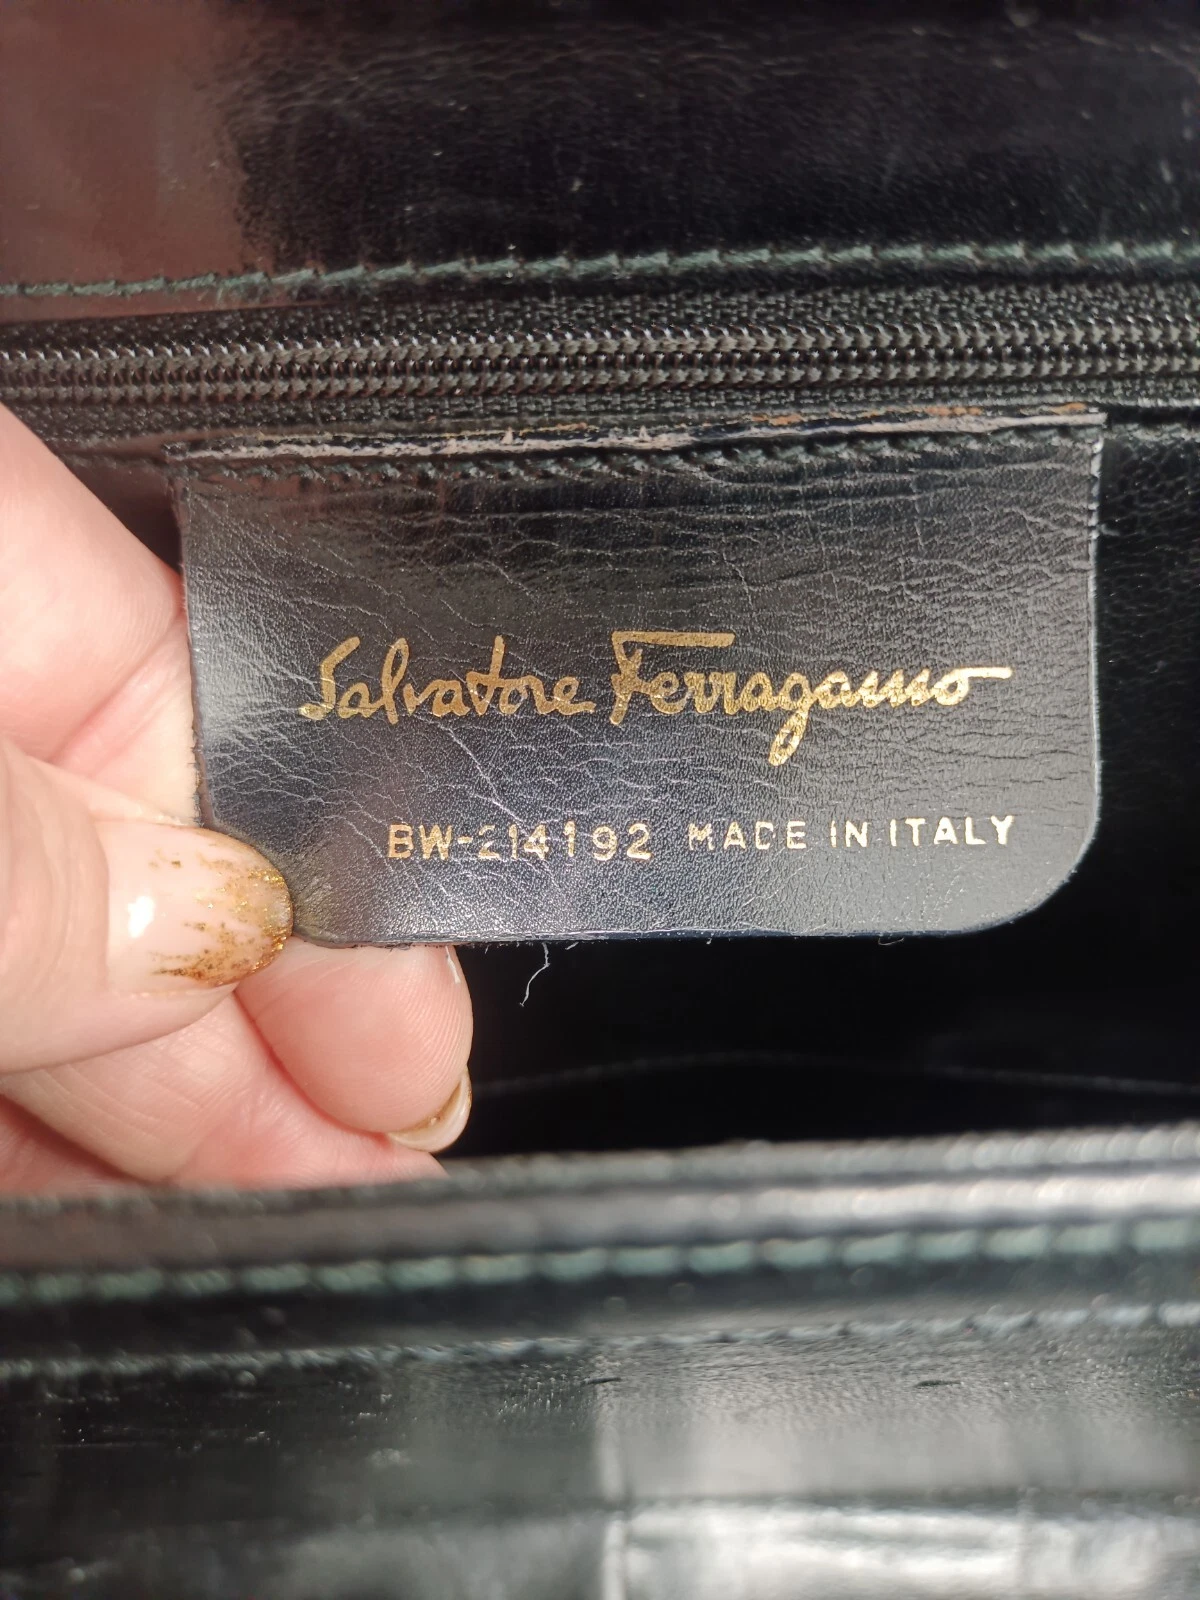 Salvatore Ferragamo
BW-214192 MADE IN ITALY